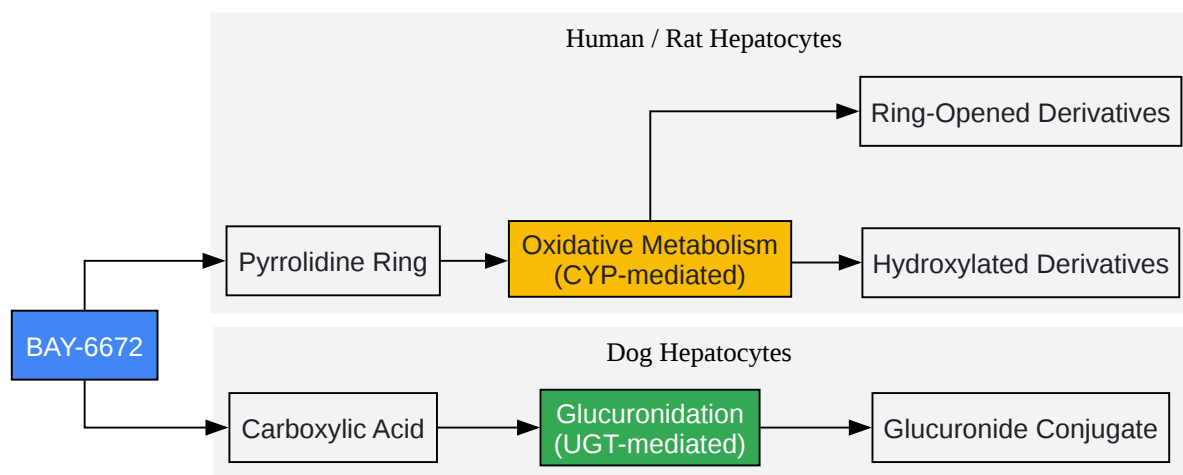 Human / Rat Hepatocytes
Ring-Opened Derivatives
Pyrrolidine Ring
Oxidative Metabolism
(CYP-mediated)
Hydroxylated Derivatives
BAY-6672
Dog Hepatocytes
Carboxylic Acid
Glucuronidation
(UGT-mediated)
Glucuronide Conjugate